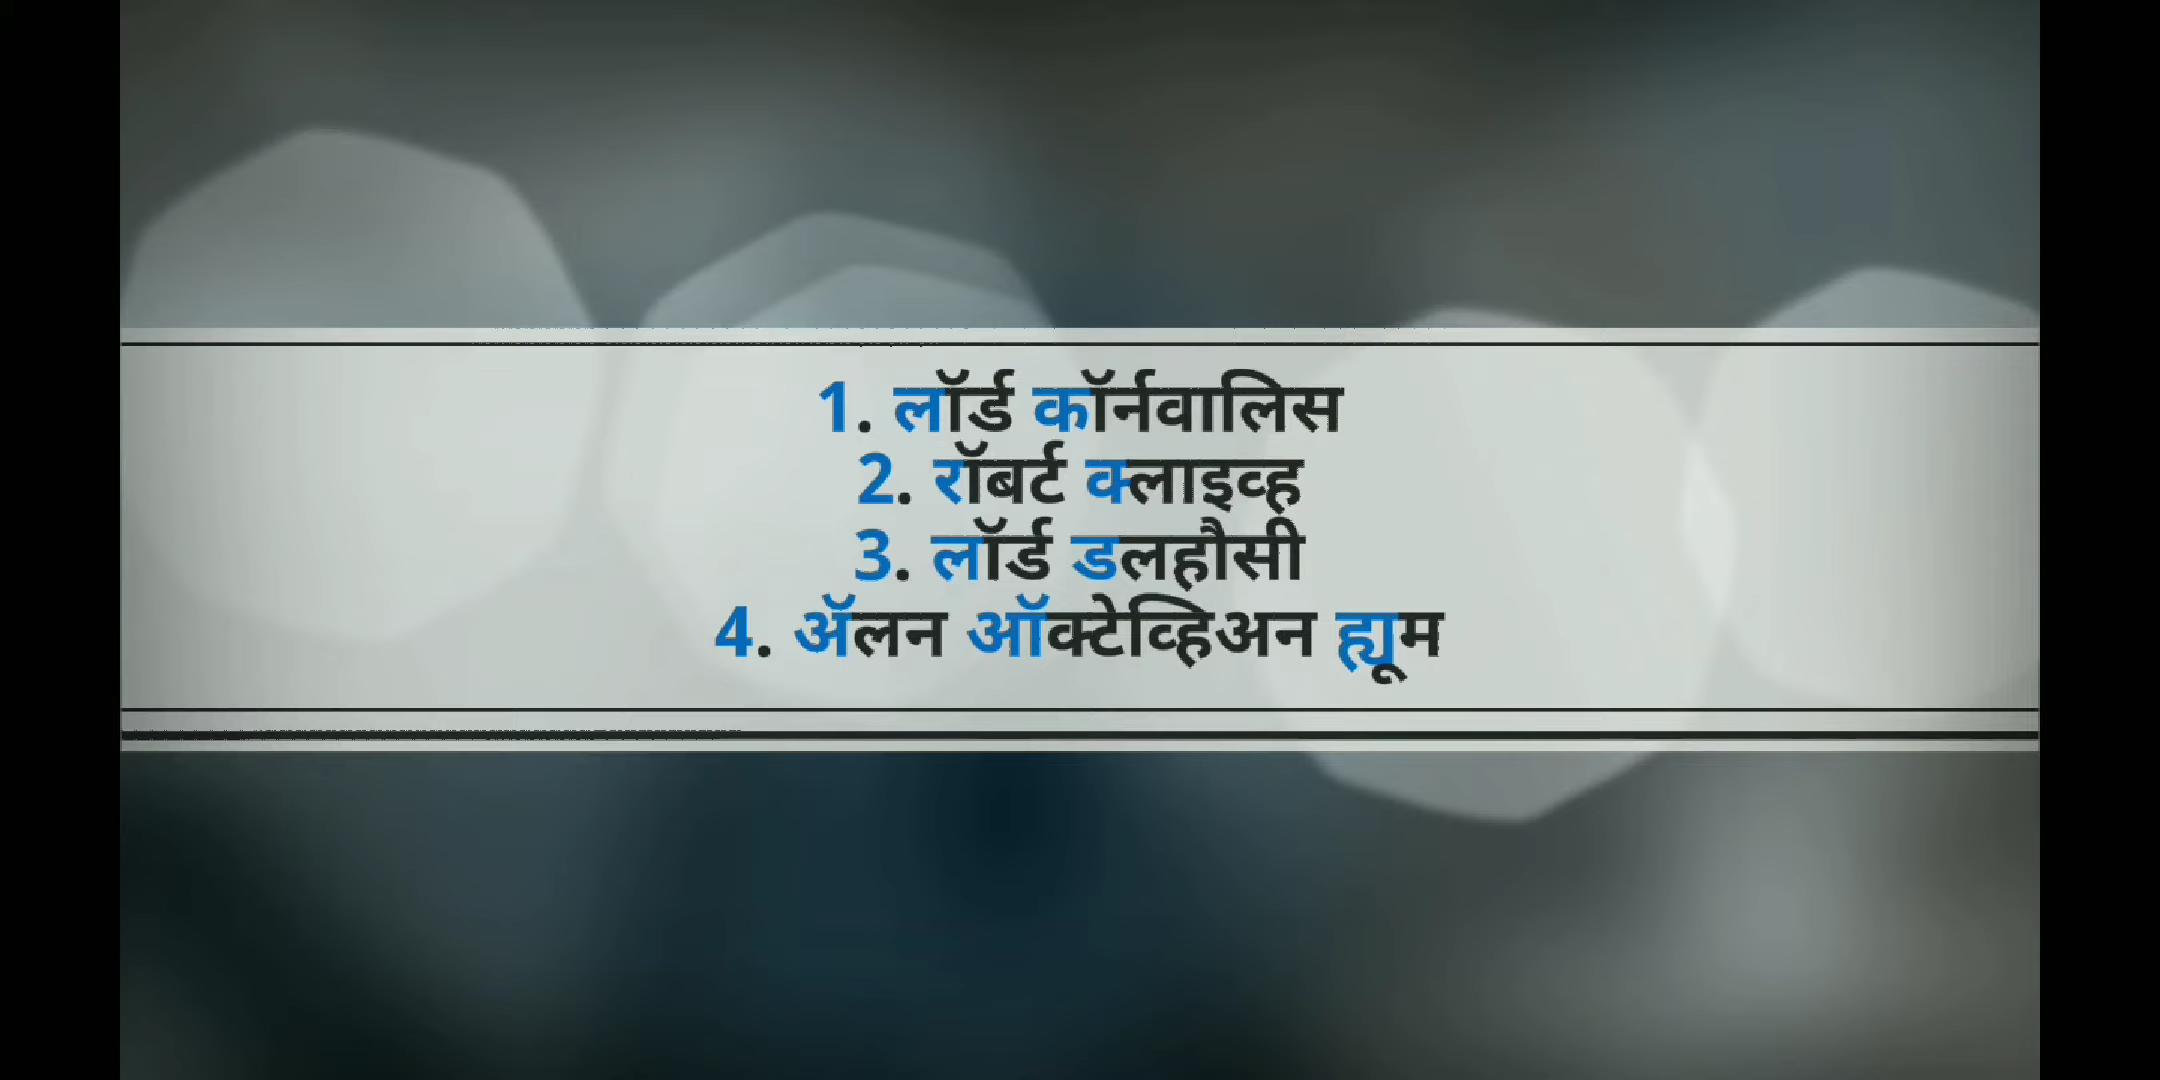 1. लॉर्ड कॉर्नवालिस
2. रॉबर्ट क्लाइव्ह
3. लॉर्ड डलहौसी
4. ॲलन ऑक्टेव्हिअन ह्यूम